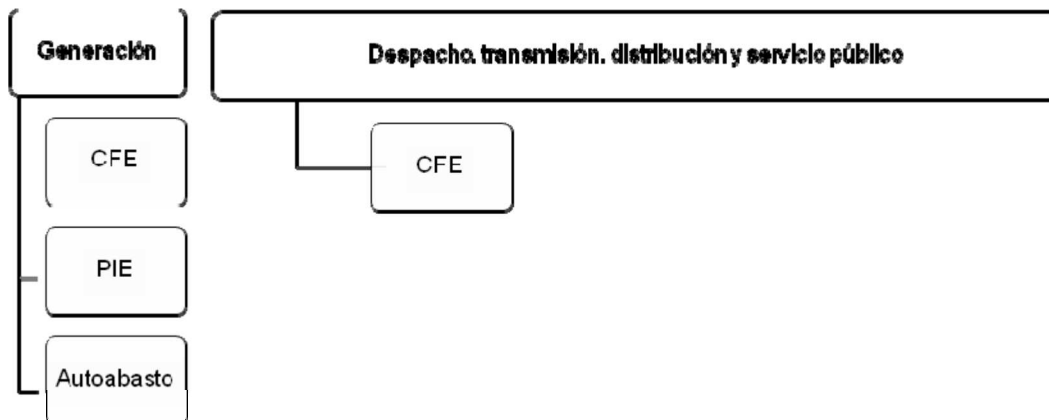 Generación
Despacho, transmisión, distribución y servicio público
CFE
CFE
PIE
Autoabasto